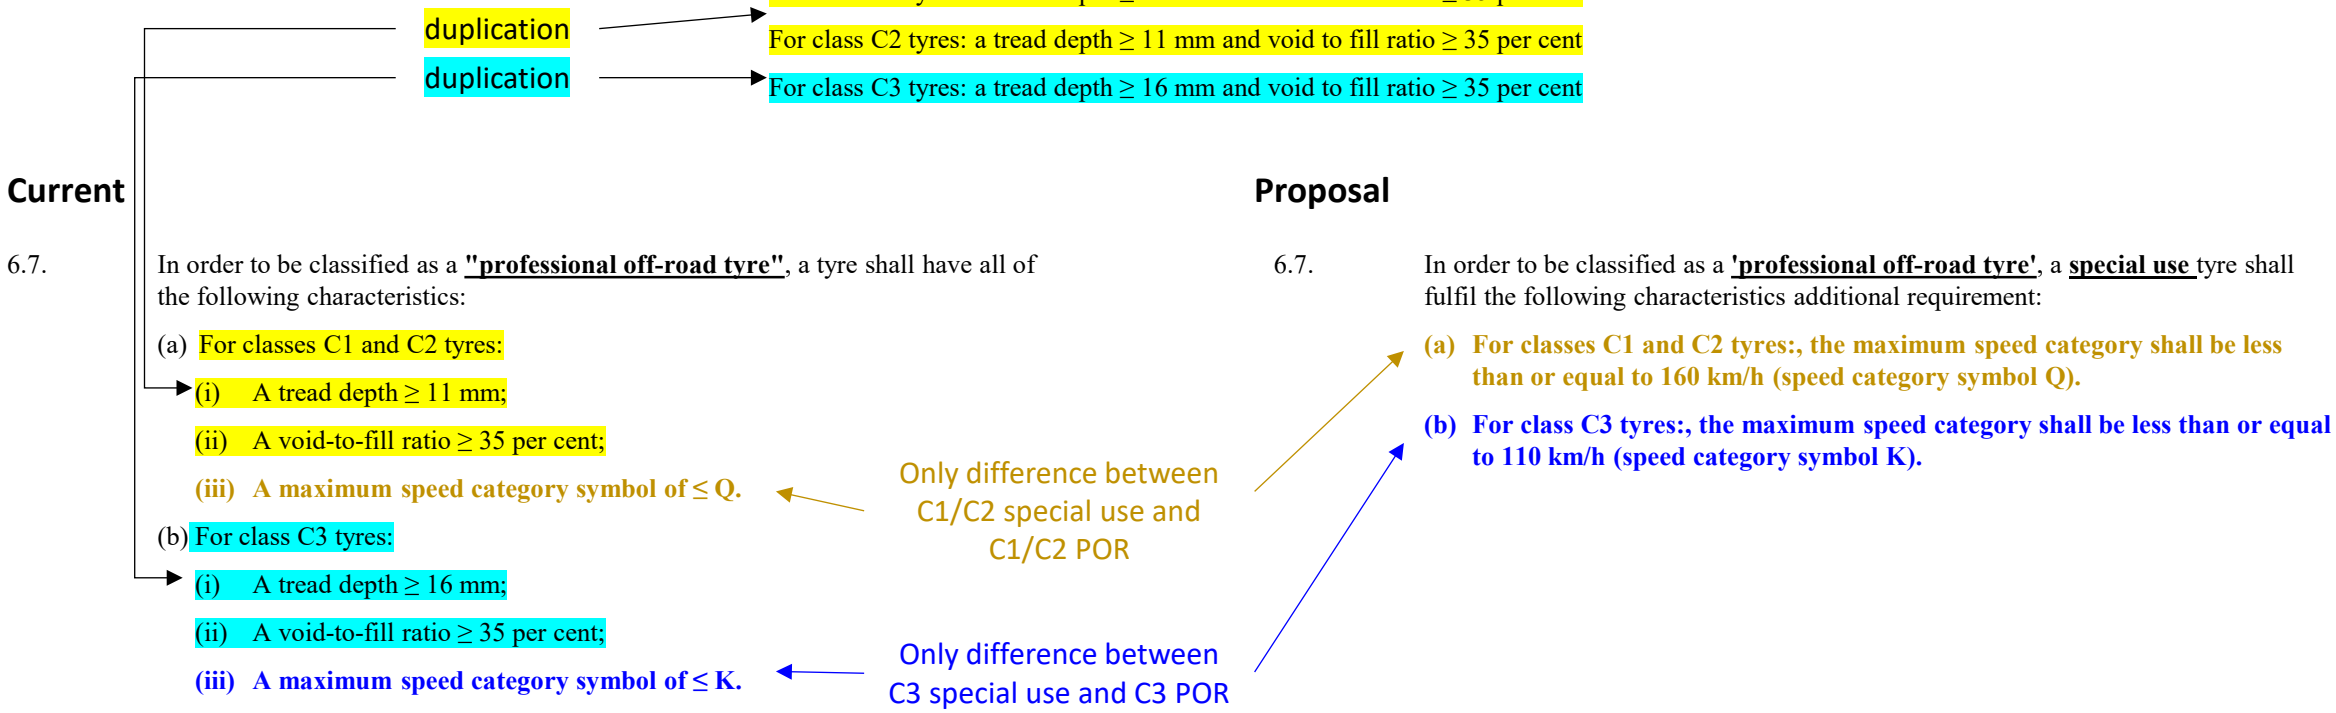 duplication
For class C2 tyres: a tread depth ≥ 11 mm and void to fill ratio ≥ 35 per cent
duplication
For class C3 tyres: a tread depth ≥ 16 mm and void to fill ratio ≥ 35 per cent
Current
6.7. In order to be classified as a "professional off-road tyre", a tyre shall have all of
the following characteristics:
(a) For classes C1 and C2 tyres:
(i) A tread depth ≥ 11 mm;
(ii) A void-to-fill ratio ≥ 35 per cent;
(iii) A maximum speed category symbol of ≤ Q.
(b) For class C3 tyres:
(i) A tread depth ≥ 16 mm;
(ii) A void-to-fill ratio ≥ 35 per cent;
(iii) A maximum speed category symbol of ≤ K.
Only difference between
C1/C2 special use and
C1/C2 POR
Only difference between
C3 special use and C3 POR
Proposal
6.7. In order to be classified as a 'professional off-road tyre', a special use tyre shall
fulfil the following characteristics additional requirement:
(a) For classes C1 and C2 tyres:, the maximum speed category shall be less
than or equal to 160 km/h (speed category symbol Q).
(b) For class C3 tyres:, the maximum speed category shall be less than or equal
to 110 km/h (speed category symbol K).